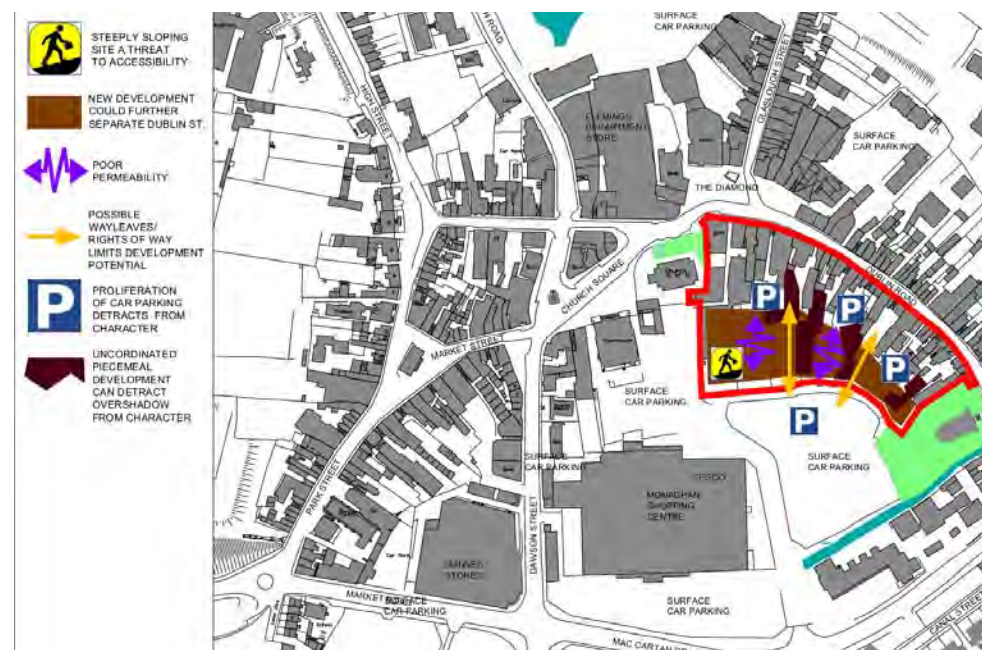 STEEPLY SLOPING
SITE A THREAT
TO ACCESSIBILITY
NEW DEVELOPMENT
COULD FURTHER
SEPARATE DUBLIN ST.
POOR
PERMEABILITY
POSSIBLE
WAYLEAVES/
RIGHTS OF WAY
LIMITS DEVELOPMENT
POTENTIAL
P
PROLIFERATION
OF CAR PARKING
DETRACTS FROM
CHARACTER
UNCORDINATED
PIECEMEAL
DEVELOPMENT
CAN DETRACT
OVERSHADOW
FROM CHARACTER
SURFACE
CAR PARKING
ROAD
HIGH STREET
GLASLOUGH STREET
DEPARTMENT
STORE
SURFACE
CAR PARKING
THE DIAMOND
CHURCH SQUARE
DUBLIN ROAD
P
P
P
P
MARKET STREET
SURFACE
CAR PARKING
SURFACE
CAR PARKING
SURFACE
CAR PARKING
TESCO
MONAGHAN
SHOPPING
CENTRE
PARK STREET
DAWSON STREET
DUNNES
STORES
MARKET
SURFACE
CAR PARKING
SURFACE
CAR PARKING
CANAL STREET
MAC CARTAN